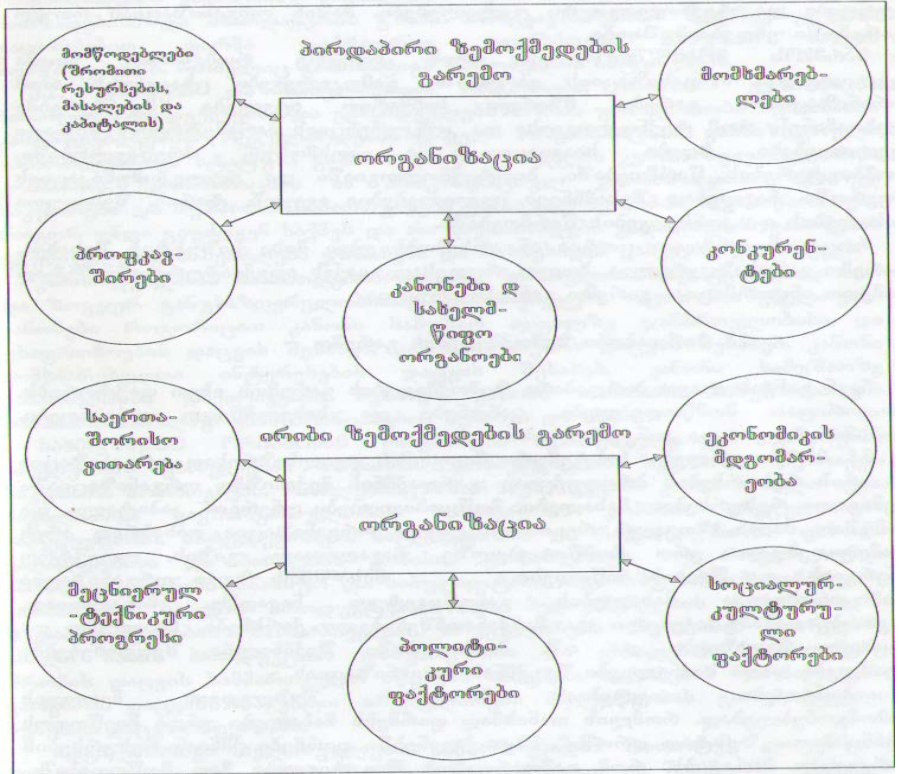 პირდაპირი ზემოქმედების
გარემო
მომწოდებლები
(შრომითი
რესურსების,
მასალების და
კაპიტალის)
მომხმარებ-
ლები
ორგანიზაცია
პროფკავ-
შირები
კონკურენ-
ტები
კანონები დ
სახელმ-
წიფო
ორგანოები
ირიბი ზემოქმედების გარემო
საერთა-
შორისო
ვითარება
ეკონომიკის
მდგომარ-
ეობა
ორგანიზაცია
მეცნიერულ
-ტექნიკური
პროგრესი
სოციალურ-
კულტურუ-
ლი
ფაქტორები
პოლიტი-
კური
ფაქტორები